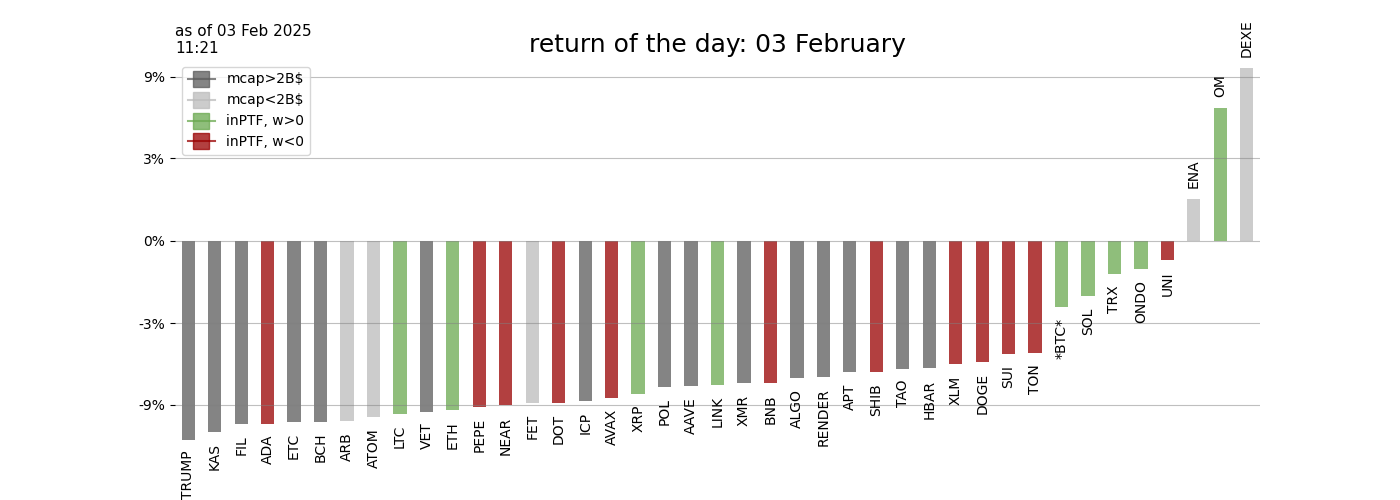 as of 03 Feb 2025
11:21
return of the day: 03 February
mcap>2B$
mcap<2B$
inPTF, w>0
inPTF, w<0
9%
3%
0%
-3%
-9%
TRUMP
KAS
FIL
ADA
ETC
BCH
ARB
ATOM
LTC
VET
ETH
PEPE
NEAR
FET
DOT
ICP
AVAX
XRP
POL
AAVE
LINK
XMR
BNB
ALGO
RENDER
APT
SHIB
TAO
HBAR
XLM
DOGE
SUI
TON
*BTC*
SOL
TRX
ONDO
UNI
ENA
OM
DEXE